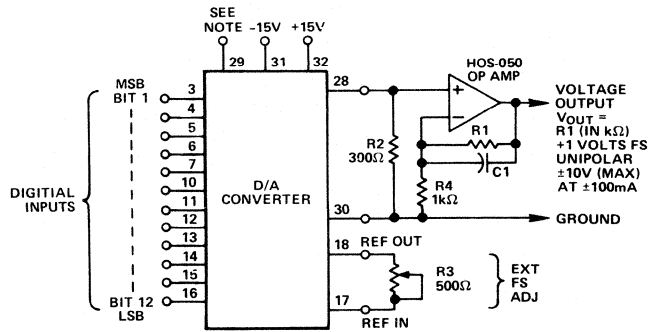 SEE
NOTE -15V +15V
29 31 32
HOS-050
OP AMP
MSB
BIT 1
3
4
5
6
7
10
11
12
13
14
15
16
BIT 12
LSB
DIGITIAL
INPUTS
D/A
CONVERTER
28
30
18
17
R2
300Ω
+
−
R1
C1
R4
1kΩ
VOLTAGE
OUTPUT
VOUT =
R1 (IN kΩ)
+1 VOLTS FS
UNIPOLAR
±10V (MAX)
AT ±100mA
GROUND
REF OUT
R3
500Ω
REF IN
EXT
FS
ADJ